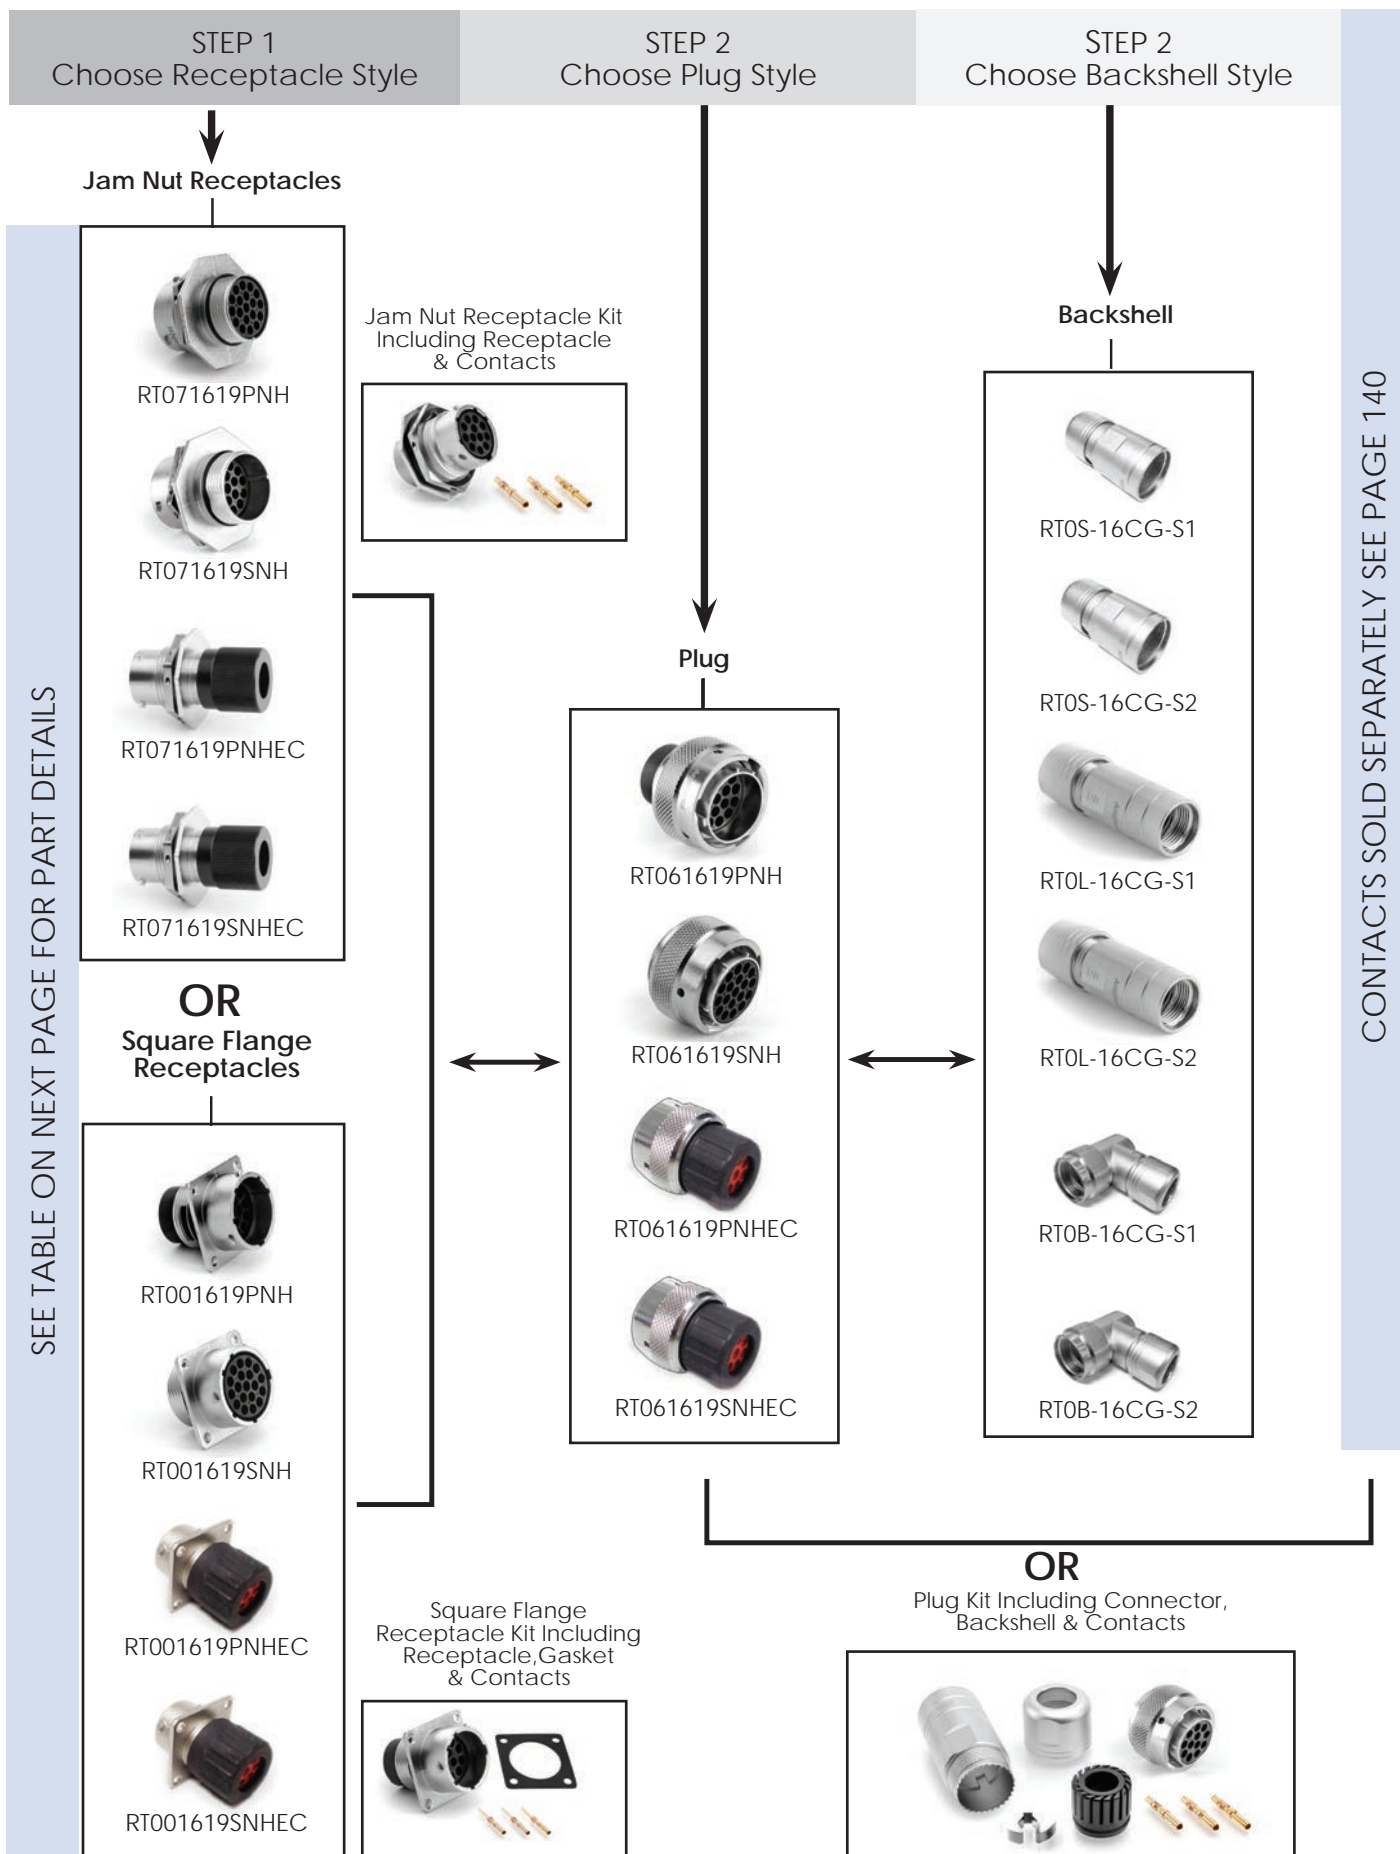 STEP 1
Choose Receptacle Style
STEP 2
Choose Plug Style
STEP 2
Choose Backshell Style
Jam Nut Receptacles
RT071619PNH
RT071619SNH
RT071619PNHEC
RT071619SNHEC
Jam Nut Receptacle Kit
Including Receptacle
& Contacts
OR
Square Flange
Receptacles
RT001619PNH
RT001619SNH
RT001619PNHEC
RT001619SNHEC
Square Flange
Receptacle Kit Including
Receptacle,Gasket
& Contacts
Plug
RT061619PNH
RT061619SNH
RT061619PNHEC
RT061619SNHEC
Backshell
RT0S-16CG-S1
RT0S-16CG-S2
RT0L-16CG-S1
RT0L-16CG-S2
RT0B-16CG-S1
RT0B-16CG-S2
OR
Plug Kit Including Connector,
Backshell & Contacts
SEE TABLE ON NEXT PAGE FOR PART DETAILS
CONTACTS SOLD SEPARATELY SEE PAGE 140